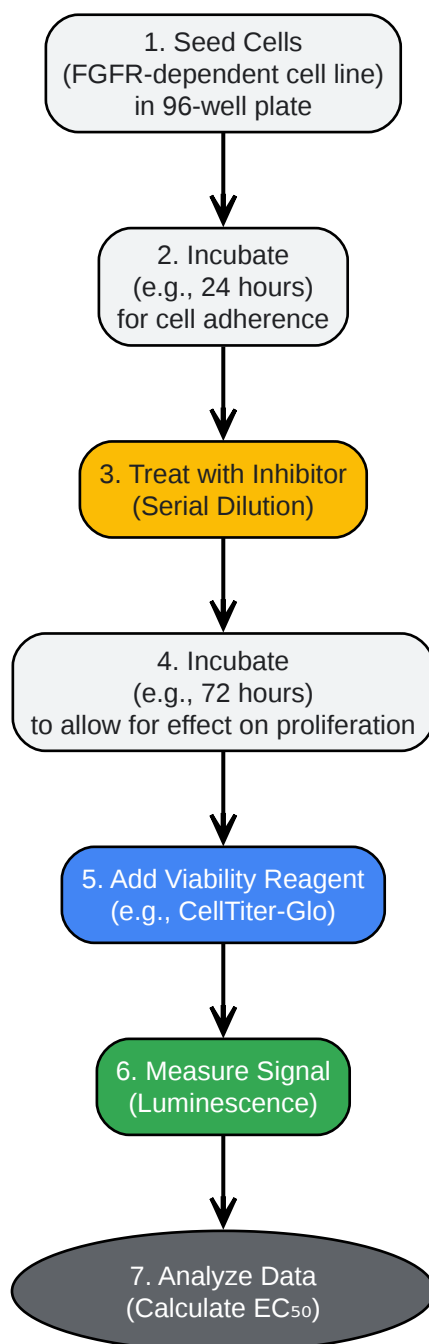 1. Seed Cells
(FGFR-dependent cell line)
in 96-well plate
2. Incubate
(e.g., 24 hours)
for cell adherence
3. Treat with Inhibitor
(Serial Dilution)
4. Incubate
(e.g., 72 hours)
to allow for effect on proliferation
5. Add Viability Reagent
(e.g., CellTiter-Glo)
6. Measure Signal
(Luminescence)
7. Analyze Data
(Calculate EC₅₀)